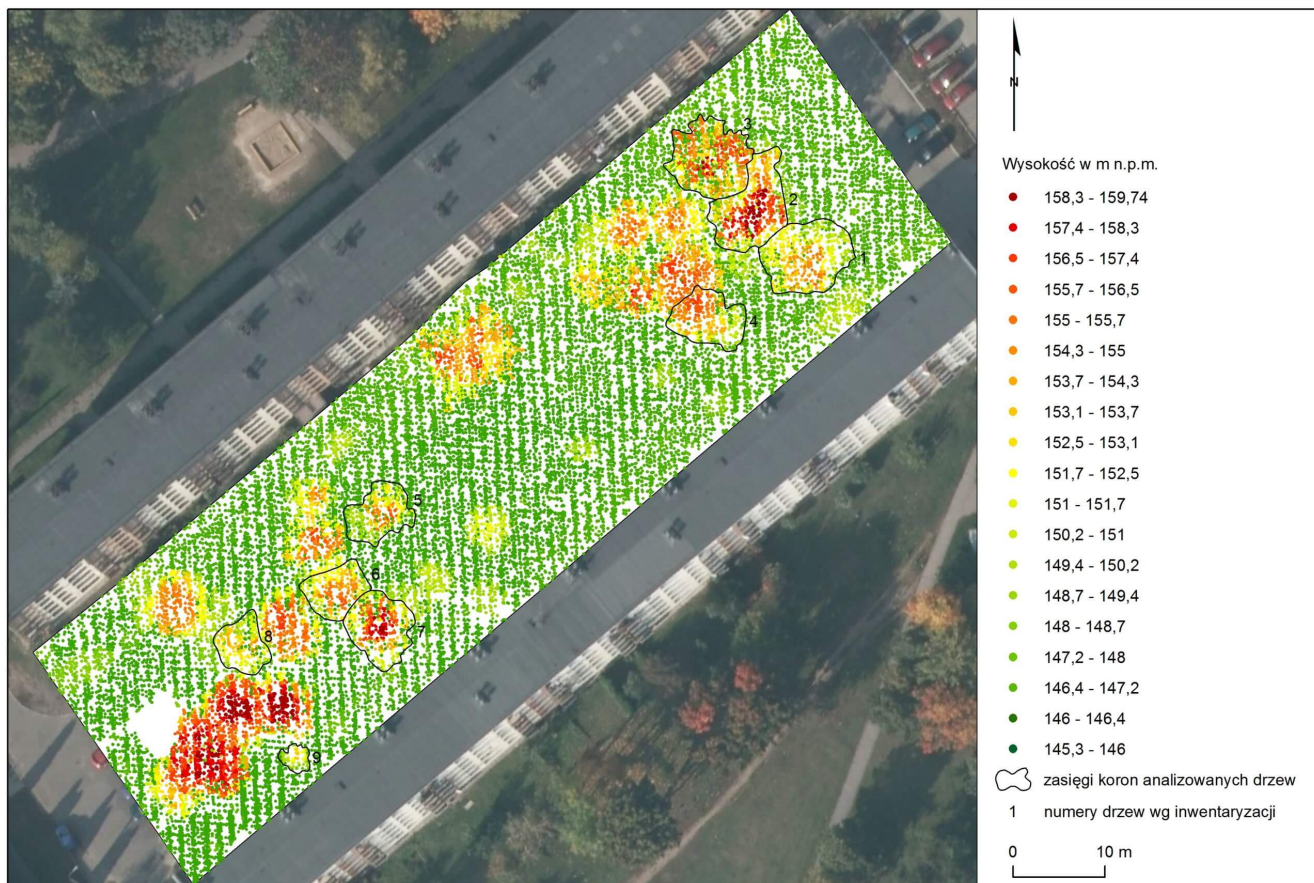 N
Wysokość w m n.p.m.
158,3 - 159,74
157,4 - 158,3
156,5 - 157,4
155,7 - 156,5
155 - 155,7
154,3 - 155
153,7 - 154,3
153,1 - 153,7
152,5 - 153,1
151,7 - 152,5
151 - 151,7
150,2 - 151
149,4 - 150,2
148,7 - 149,4
148 - 148,7
147,2 - 148
146,4 - 147,2
146 - 146,4
145,3 - 146
zasięgi koron analizowanych drzew
1 numery drzew wg inwentaryzacji
0 10 m
3
2
1
4
5
6
7
8
9